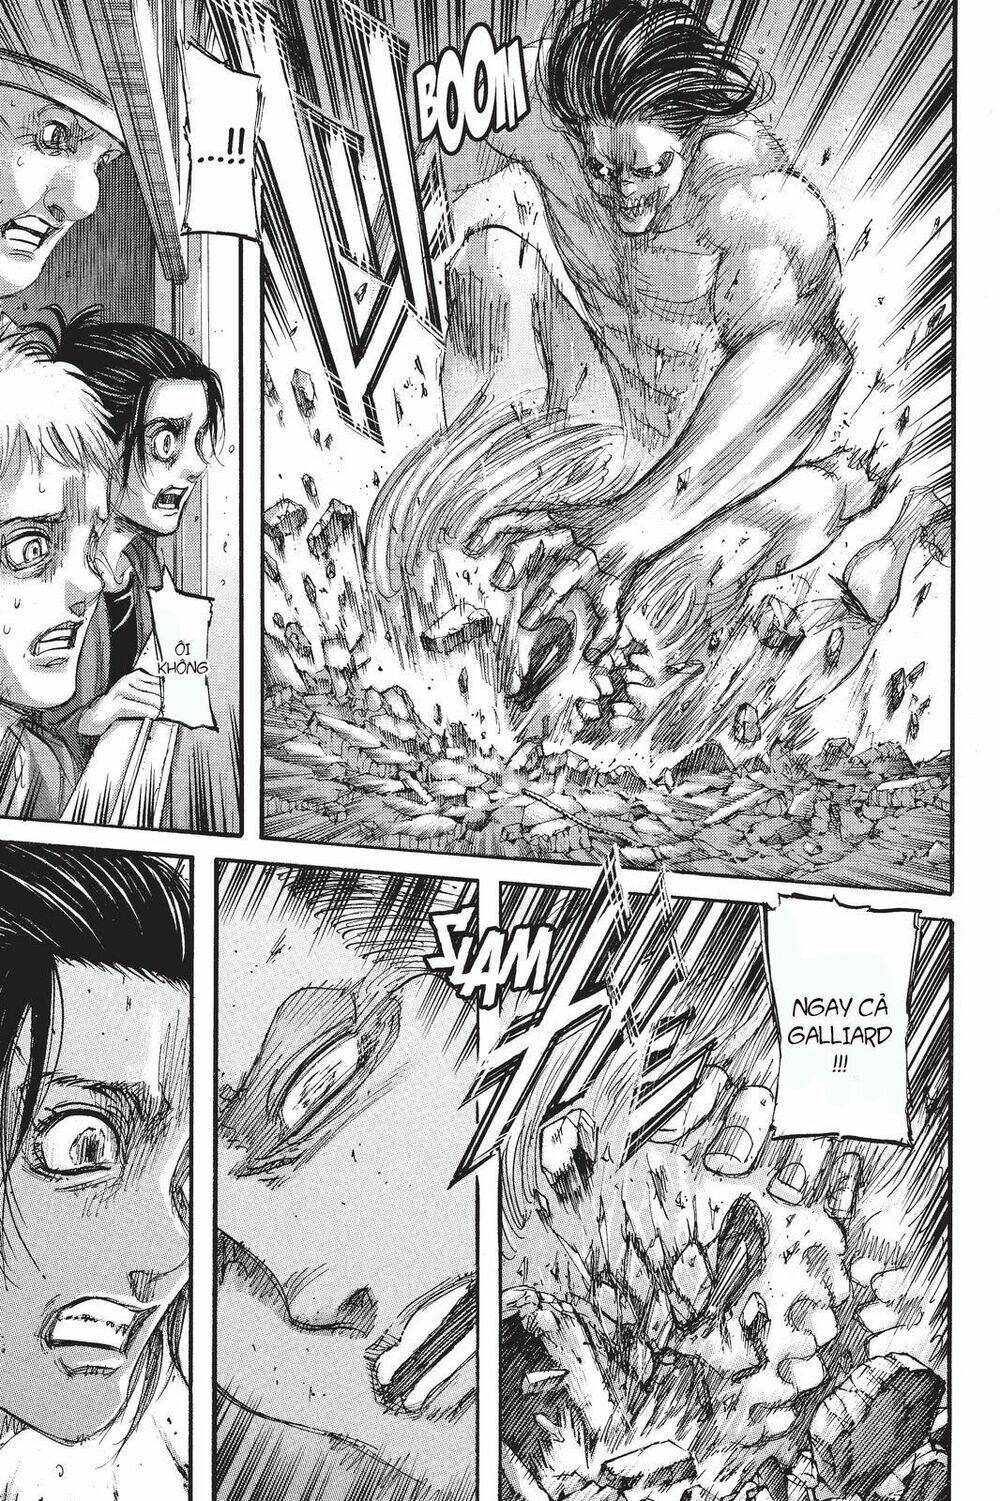 BOOM
....!!
ÔI
KHÔNG
NGAY CẢ
GALLIARD
!!!
SLAM